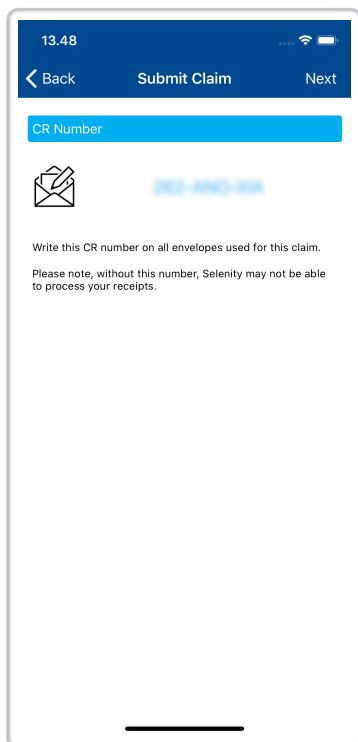 13.48
Back Submit Claim Next
CR Number
Write this CR number on all envelopes used for this claim.
Please note, without this number, Selenity may not be able
to process your receipts.